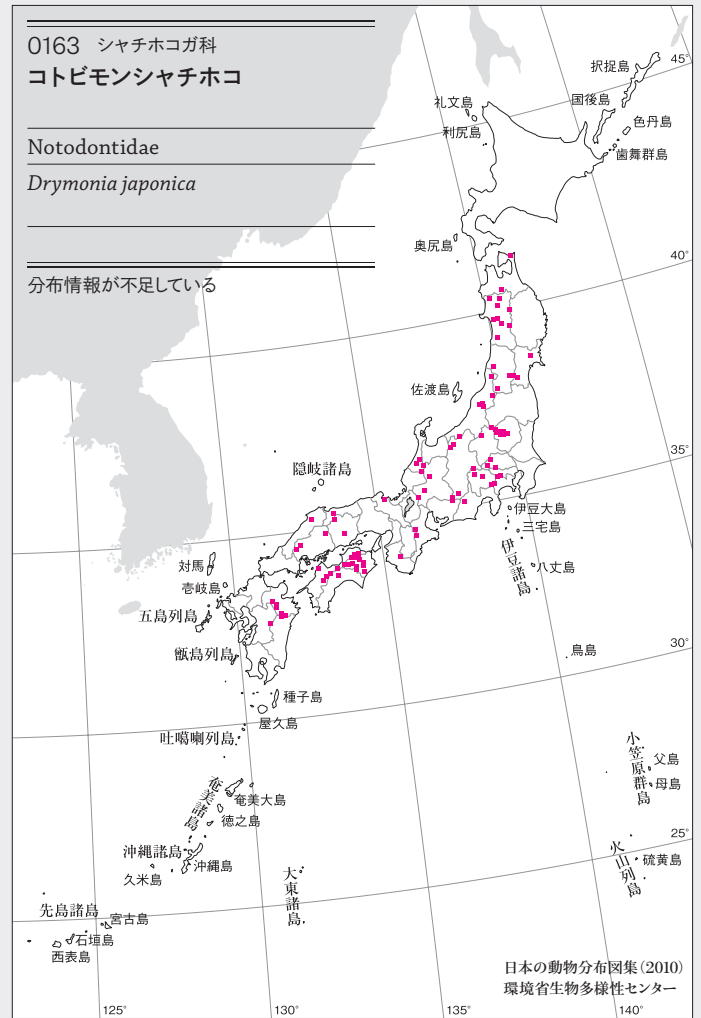 0163 シャチホコガ科
コトビモンシャチホコ
Notodontidae
Drymonia japonica
分布情報が不足している
45°
択捉島
国後島
礼文島
色丹島
利尻島
歯舞群島
奥尻島
40°
佐渡島
35°
隠岐諸島
伊豆大島
三宅島
伊豆諸島
八丈島
対馬
壱岐島
五島列島
甑島列島
鳥島
30°
種子島
屋久島
吐噶喇列島
小笠原群島
父島
母島
奄美諸島
奄美大島
徳之島
25°
沖縄諸島
沖縄島
久米島
火山列島
硫黄島
大東諸島
先島諸島
宮古島
石垣島
西表島
日本の動物分布図集(2010)
環境省生物多様性センター
125°
130°
135°
140°